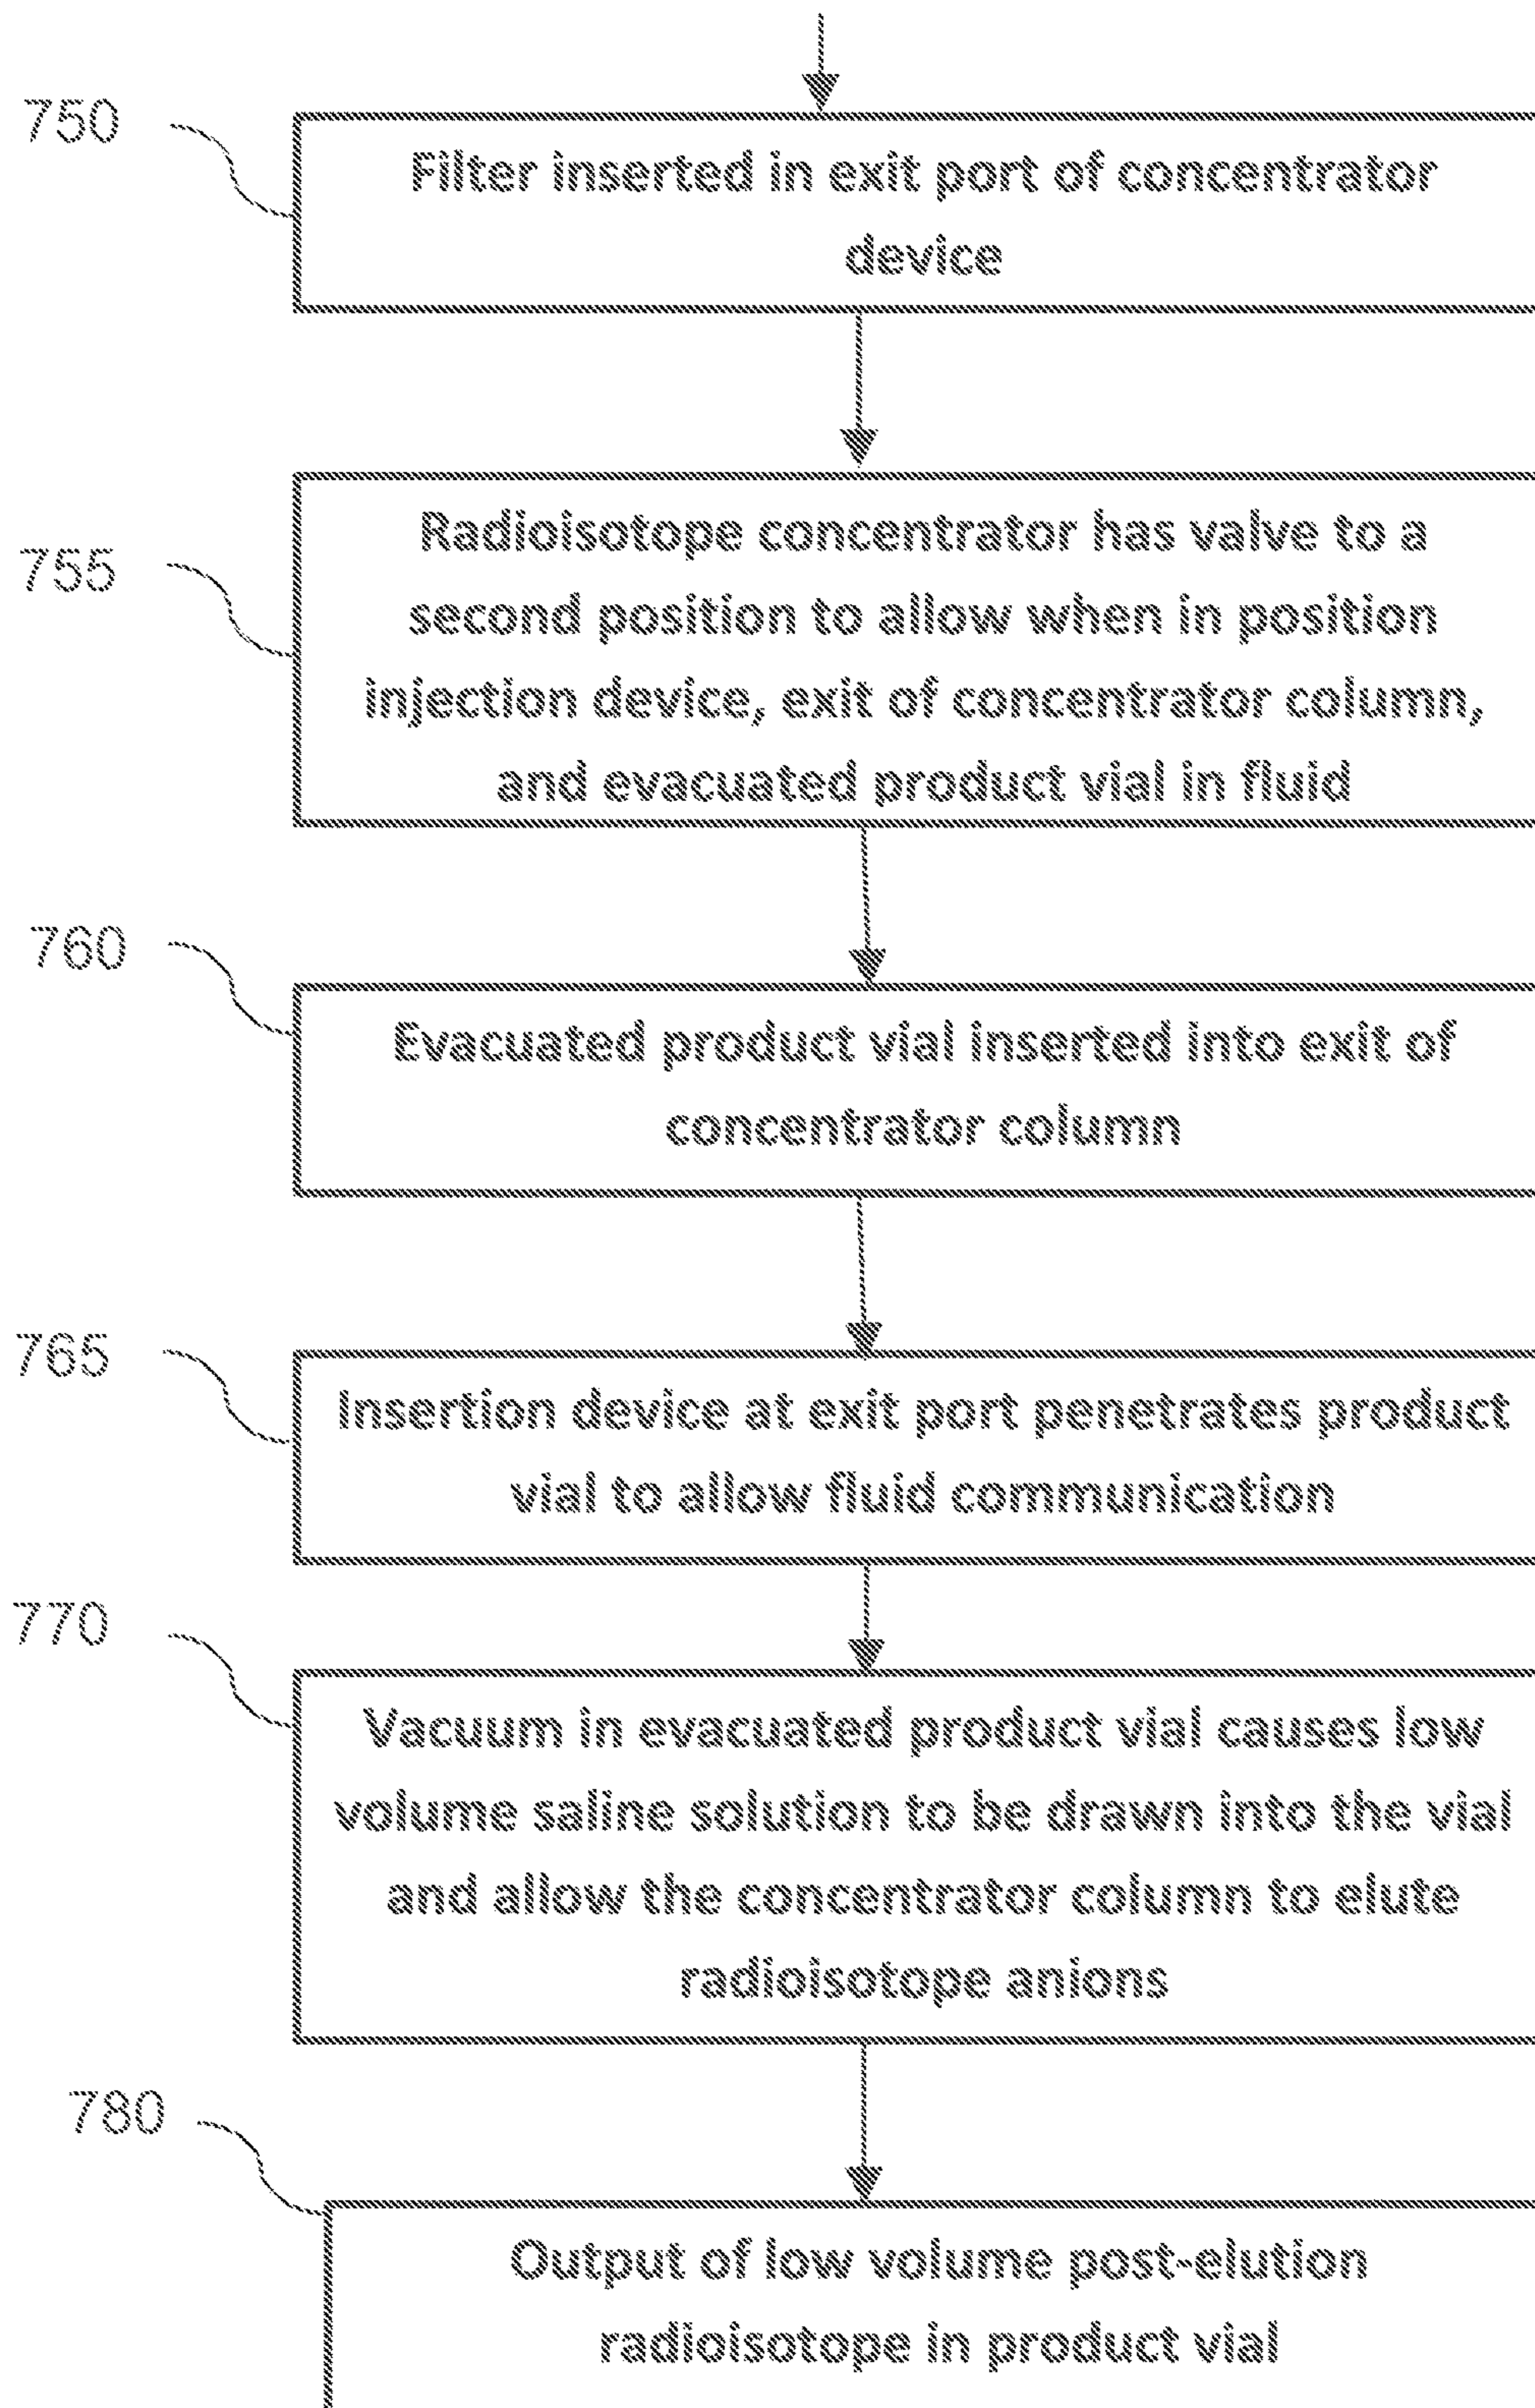 750
Filter inserted in exit port of concentrator
device
755
Radioisotope concentrator has valve to a
second position to allow when in position
injection device, exit of concentrator column,
and evacuated product vial in fluid
760
Evacuated product vial inserted into exit of
concentrator column
765
Insertion device at exit port penetrates product
vial to allow fluid communication
770
Vacuum in evacuated product vial causes low
volume saline solution to be drawn into the vial
and allow the concentrator column to elute
radioisotope anions
780
Output of low volume post-elution
radioisotope in product vial